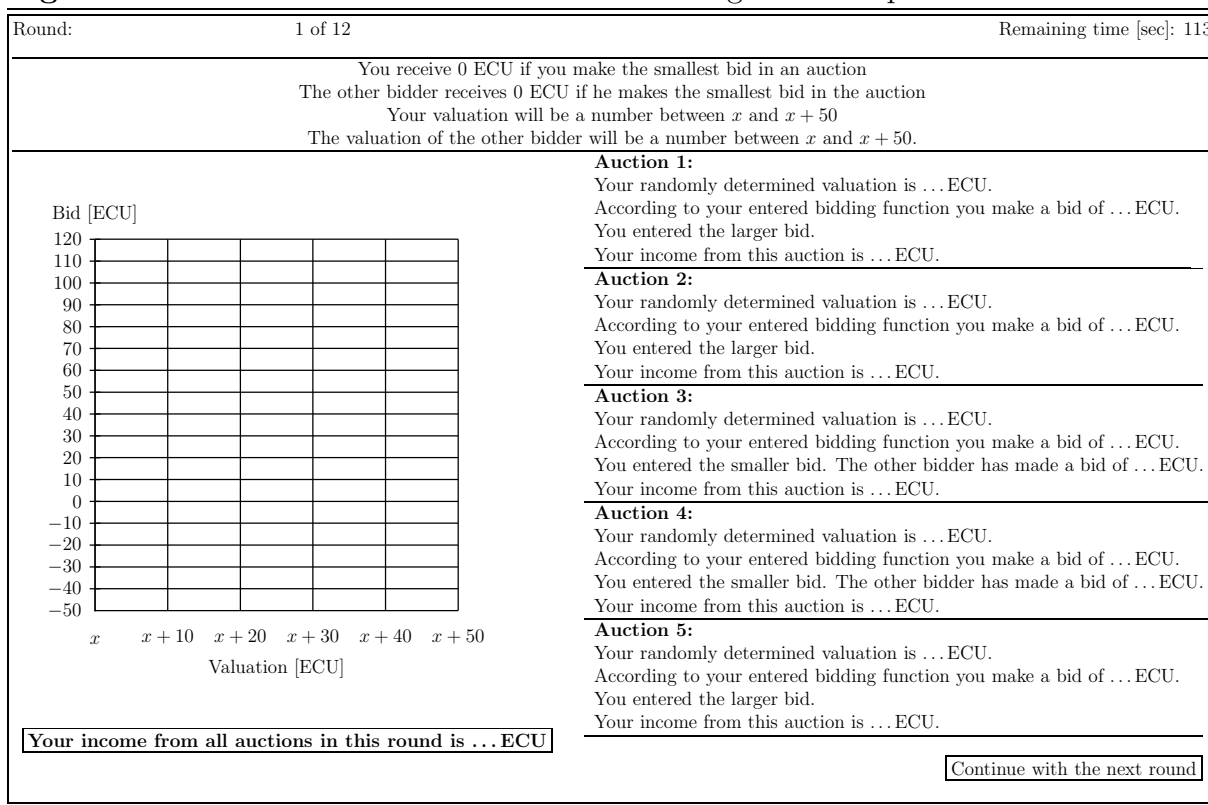 Round: 1 of 12 Remaining time [sec]: 113
You receive 0 ECU if you make the smallest bid in an auction
The other bidder receives 0 ECU if he makes the smallest bid in the auction
Your valuation will be a number between x and x + 50
The valuation of the other bidder will be a number between x and x + 50.
Bid [ECU]
120
110
100
90
80
70
60
50
40
30
20
10
0
−10
−20
−30
−40
−50
x x + 10 x + 20 x + 30 x + 40 x + 50
Valuation [ECU]
Your income from all auctions in this round is ...ECU
Auction 1:
Your randomly determined valuation is ...ECU.
According to your entered bidding function you make a bid of ...ECU.
You entered the larger bid.
Your income from this auction is ...ECU.
Auction 2:
Your randomly determined valuation is ...ECU.
According to your entered bidding function you make a bid of ...ECU.
You entered the larger bid.
Your income from this auction is ...ECU.
Auction 3:
Your randomly determined valuation is ...ECU.
According to your entered bidding function you make a bid of ...ECU.
You entered the smaller bid. The other bidder has made a bid of ...ECU.
Your income from this auction is ...ECU.
Auction 4:
Your randomly determined valuation is ...ECU.
According to your entered bidding function you make a bid of ...ECU.
You entered the smaller bid. The other bidder has made a bid of ...ECU.
Your income from this auction is ...ECU.
Auction 5:
Your randomly determined valuation is ...ECU.
According to your entered bidding function you make a bid of ...ECU.
You entered the larger bid.
Your income from this auction is ...ECU.
Continue with the next round